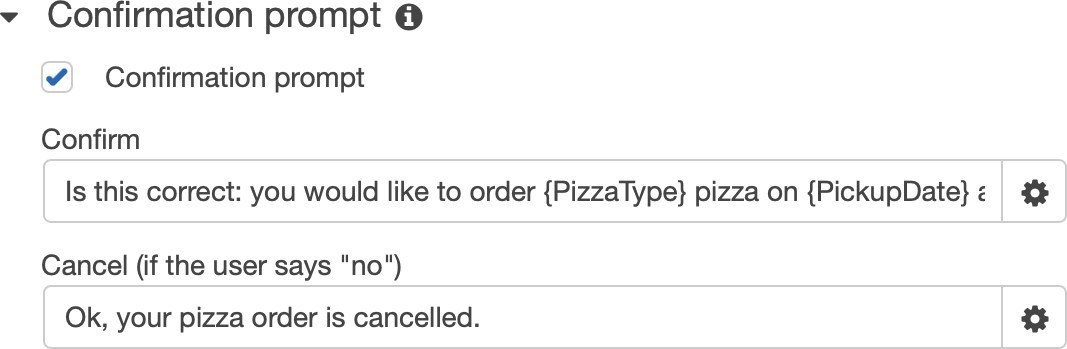 Confirmation prompt
Confirmation prompt
Confirm
Is this correct: you would like to order {PizzaType} pizza on {PickupDate}
Cancel (if the user says "no")
Ok, your pizza order is cancelled.